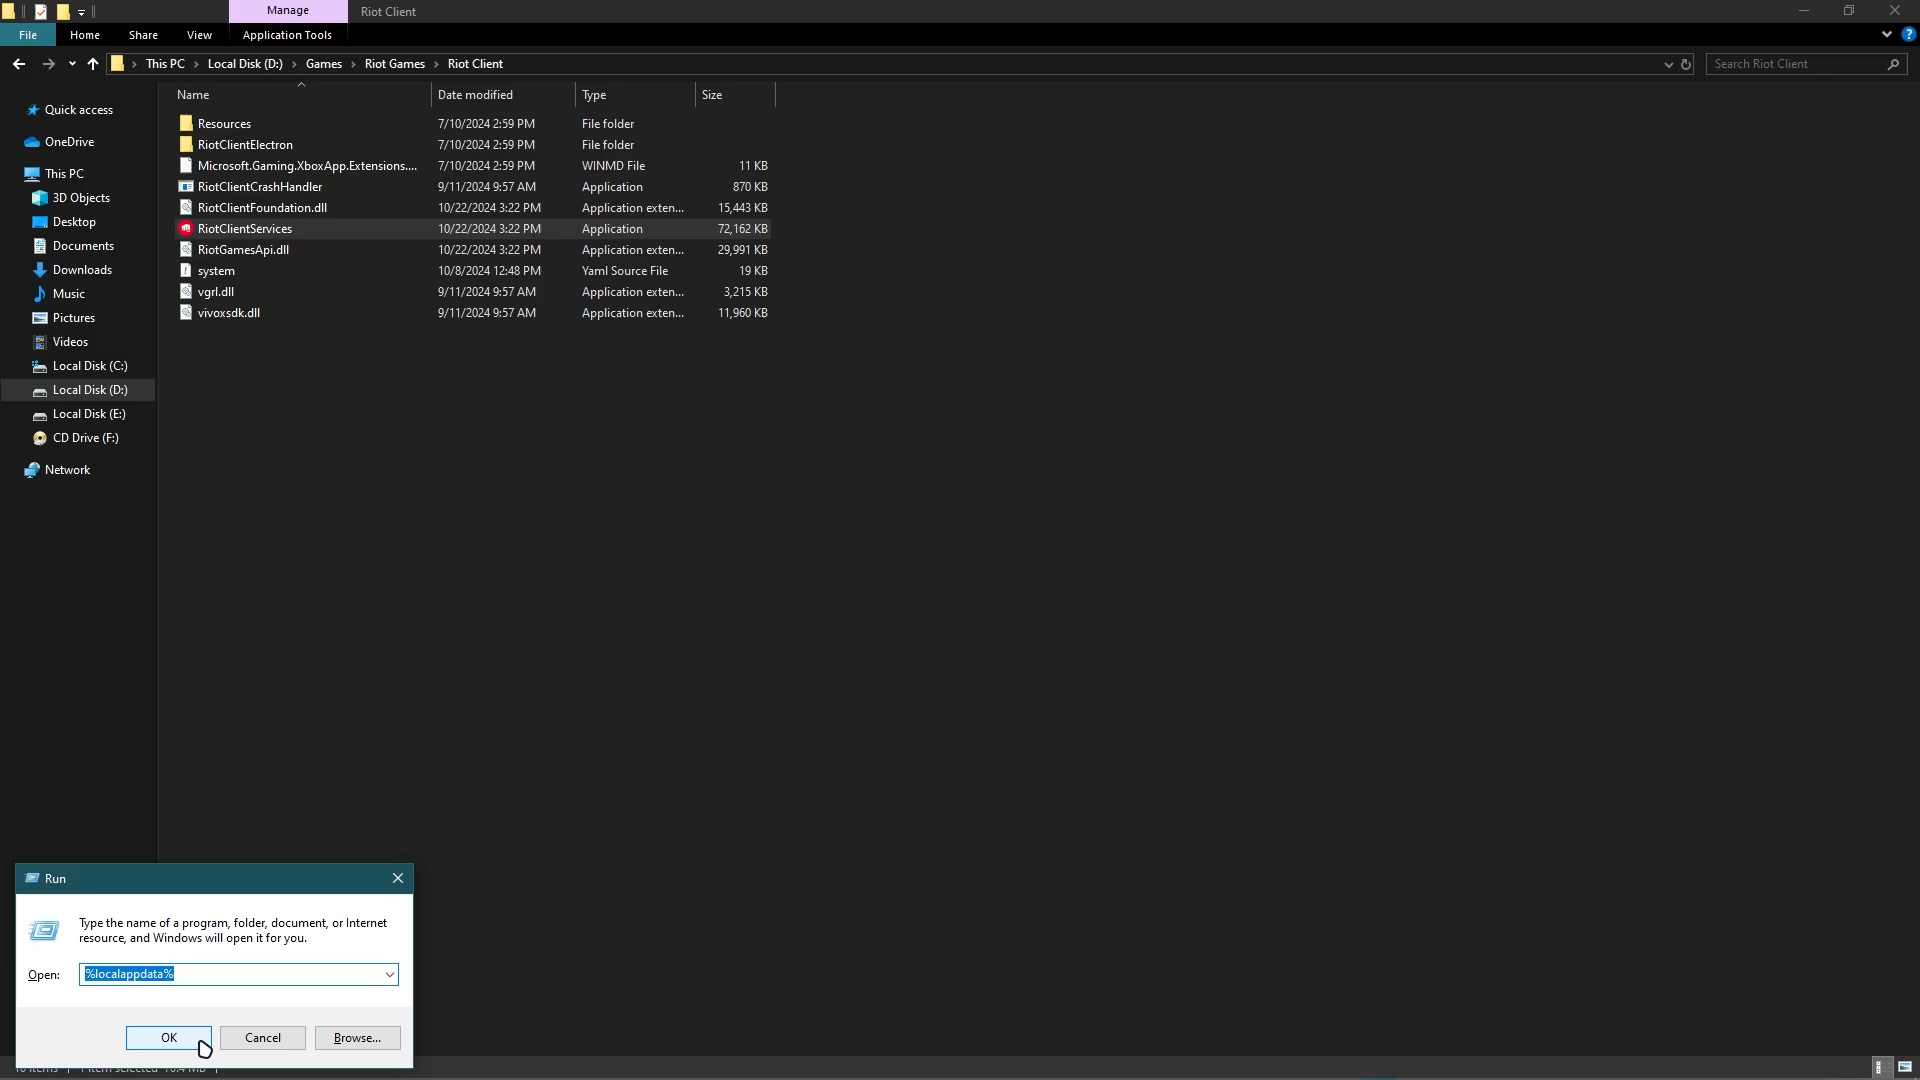 Manage
Riot Client
File
Home
Share
View
Application Tools
This PC
Local Disk (D:)
Games
Riot Games
Riot Client
Search Riot Client
Name
Date modified
Type
Size
Quick access
OneDrive
This PC
3D Objects
Desktop
Documents
Downloads
Music
Pictures
Videos
Local Disk (C:)
Local Disk (D:)
Local Disk (E:)
CD Drive (F:)
Network
Resources 7/10/2024 2:59 PM File folder
RiotClientElectron 7/10/2024 2:59 PM File folder
Microsoft.Gaming.XboxApp.Extensions.... 7/10/2024 2:59 PM WINMD File 11 KB
RiotClientCrashHandler 9/11/2024 9:57 AM Application 870 KB
RiotClientFoundation.dll 10/22/2024 3:22 PM Application exten... 15,443 KB
RiotClientServices 10/22/2024 3:22 PM Application 72,162 KB
RiotGamesApi.dll 10/22/2024 3:22 PM Application exten... 29,991 KB
system 10/8/2024 12:48 PM Yaml Source File 19 KB
vgrl.dll 9/11/2024 9:57 AM Application exten... 3,215 KB
vivoxsdk.dll 9/11/2024 9:57 AM Application exten... 11,960 KB
Run
Type the name of a program, folder, document, or Internet
resource, and Windows will open it for you.
Open: %localappdata%
OK
Cancel
Browse...